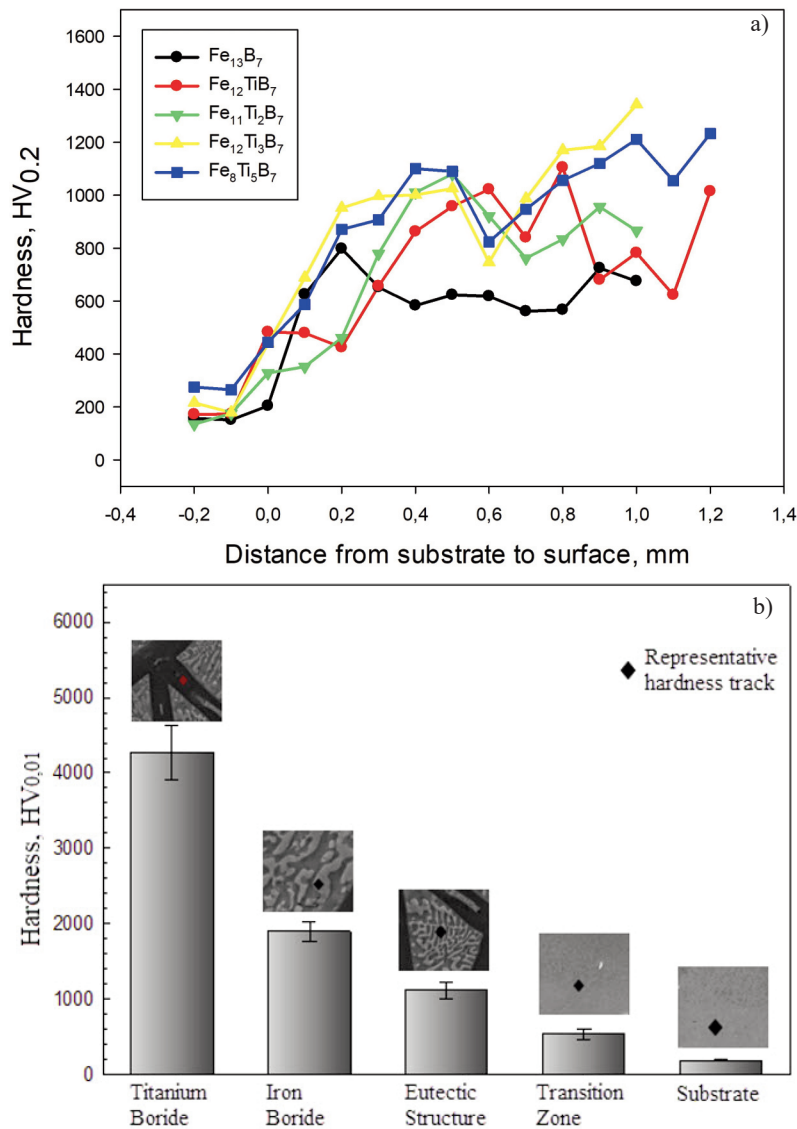 a)
1600
1400
1200
1000
800
600
400
200
0
Hardness, HV0.2
Fe13B7
Fe12TiB7
Fe11Ti2B7
Fe12Ti3B7
Fe8Ti5B7
-0,4
-0,2
0,0
0,2
0,4
0,6
0,8
1,0
1,2
1,4
Distance from substrate to surface, mm
b)
6000
5000
4000
3000
2000
1000
0
Hardness, HV0,01
Representative
hardness track
Titanium
Boride
Iron
Boride
Eutectic
Structure
Transition
Zone
Substrate